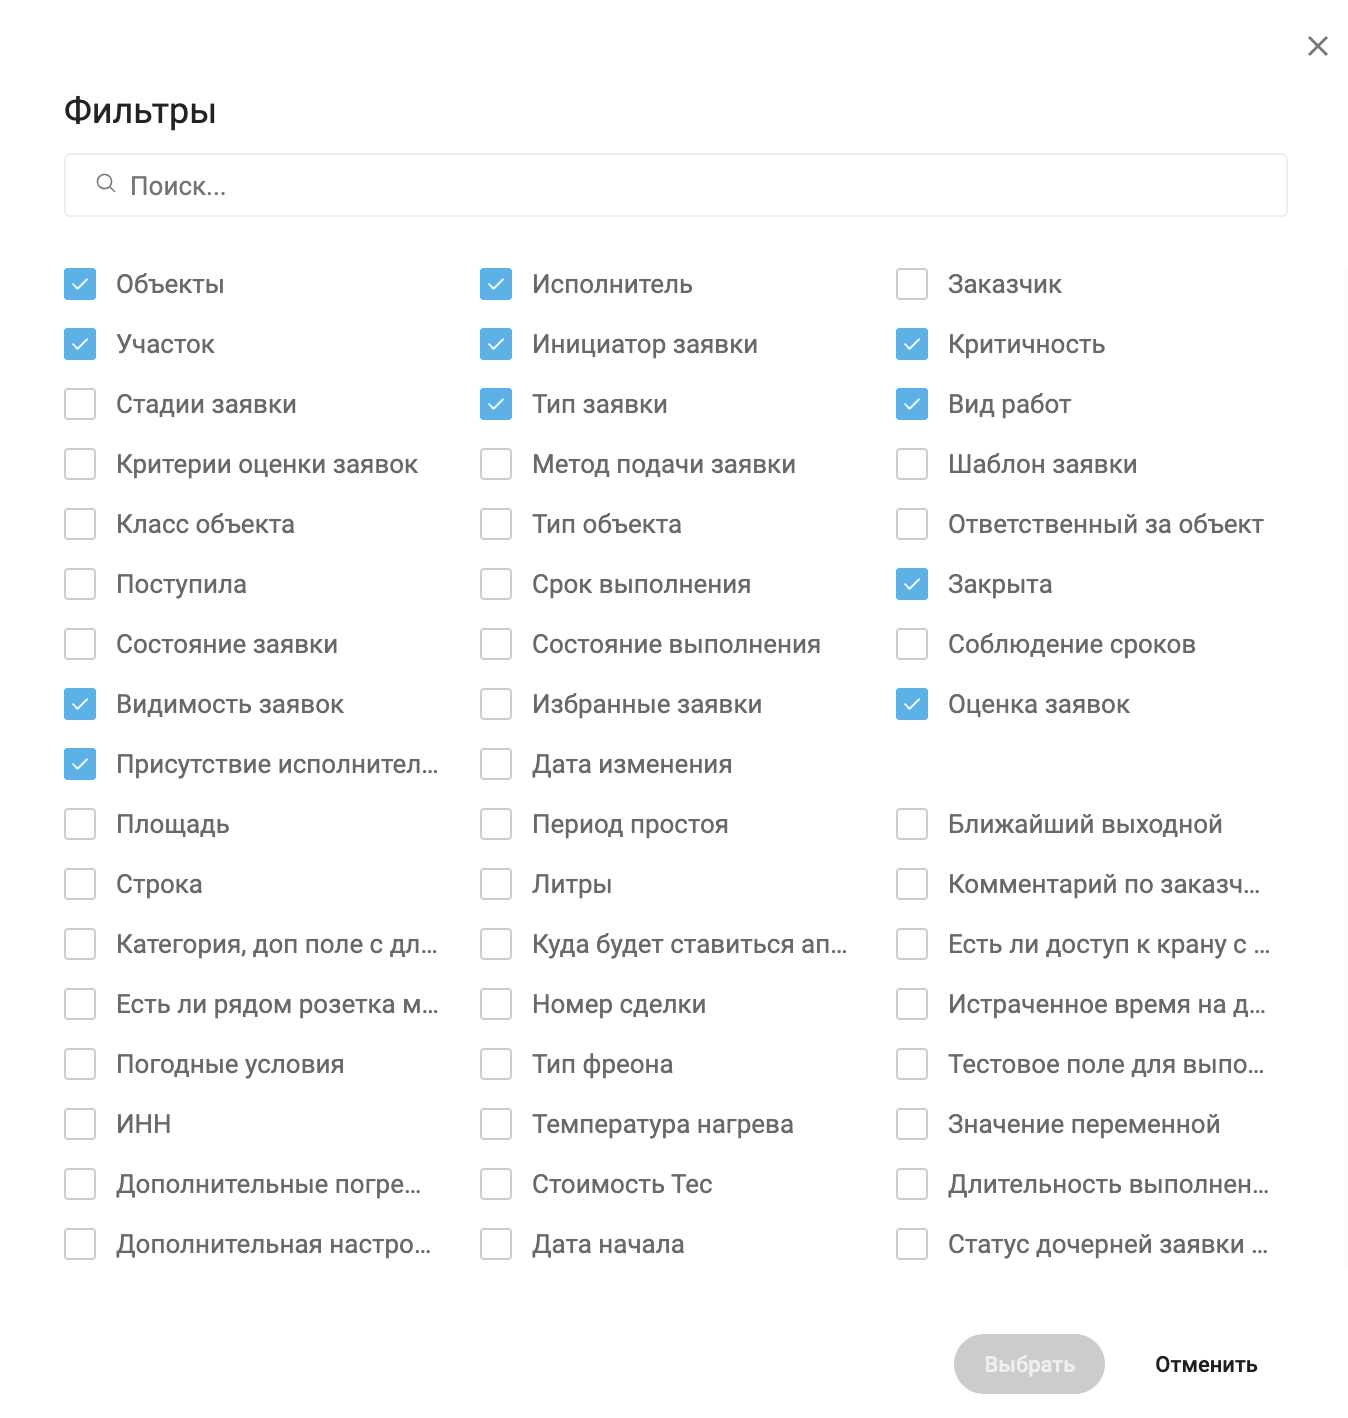 Фильтры
Поиск...
Объекты
Исполнитель
Заказчик
Участок
Инициатор заявки
Критичность
Стадии заявки
Тип заявки
Вид работ
Критерии оценки заявок
Метод подачи заявки
Шаблон заявки
Класс объекта
Тип объекта
Ответственный за объект
Поступила
Срок выполнения
Закрыта
Состояние заявки
Состояние выполнения
Соблюдение сроков
Видимость заявок
Избранные заявки
Оценка заявок
Присутствие исполнител...
Дата изменения
Площадь
Период простоя
Ближайший выходной
Строка
Литры
Комментарий по заказч...
Категория, доп поле с дл...
Куда будет ставиться ап...
Есть ли доступ к крану с ...
Есть ли рядом розетка м...
Номер сделки
Истраченное время на д...
Погодные условия
Тип фреона
Тестовое поле для выпо...
ИНН
Температура нагрева
Значение переменной
Дополнительные погре...
Стоимость Тес
Длительность выполнен...
Дополнительная настро...
Дата начала
Статус дочерней заявки ...
Выбрать
Отменить